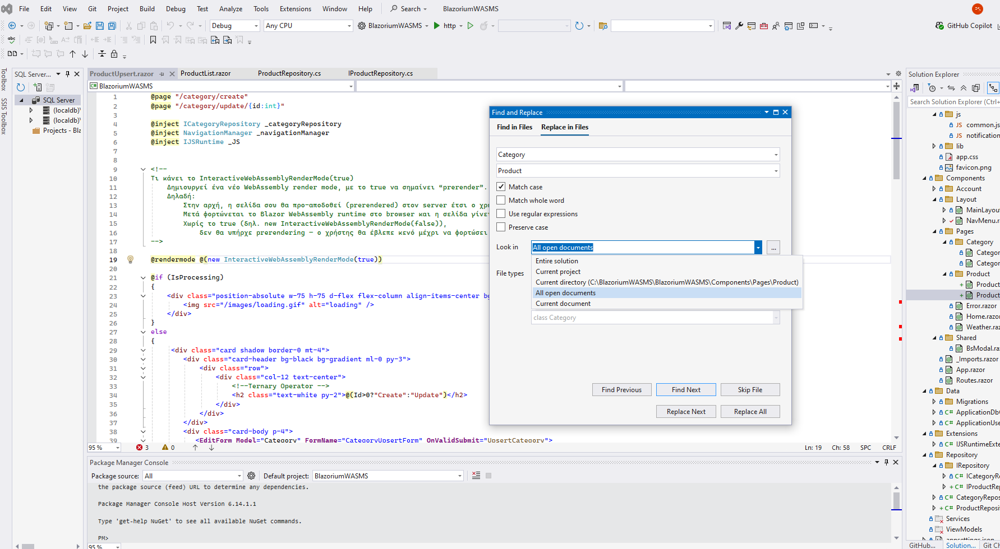 File Edit View Git Project Build Debug Test Analyze Tools Extensions Window Help Search BlazoriumWASMS
Debug Any CPU BlazoriumWASMS http GitHub Copilot
Toolbox
SSIS Toolbox
SQL Server...
SQL Server
(localdb)\
(localdb)\
Projects - Bla
ProductUpsert.razor ProductList.razor ProductRepository.cs IProductRepository.cs
BlazoriumWASMS
1 @page "/category/create"
2 @page "/category/update/{id:int}"
3
4 @inject ICategoryRepository _categoryRepository
5 @inject NavigationManager _navigationManager
6 @inject IJSRuntime _JS
7
8
9 <!--
10 Τι κάνει το InteractiveWebAssemblyRenderMode(true)
11 Δημιουργεί ένα νέο WebAssembly render mode, με το true να σημαίνει “prerender”.
12 Δηλαδή:
13 Στην αρχή, η σελίδα σου θα προ-αποδοθεί (prerendered) στον server έτσι ο χρή
14 Μετά φορτώνεται το Blazor WebAssembly runtime στο browser και η σελίδα γίνετ
15 Χωρίς το true (δηλ. new InteractiveWebAssemblyRenderMode(false)),
16 δεν θα υπήρχε prerendering — ο χρήστης θα έβλεπε κενό μέχρι να φορτώσει
17 -->
18
19 @rendermode @(new InteractiveWebAssemblyRenderMode(true))
20
21 @if (IsProcessing)
22 {
23 <div class="position-absolute w-75 h-75 d-flex flex-column align-items-center bg
24 <img src="/images/loading.gif" alt="loading" />
25 </div>
26 }
27 else
28 {
29 <div class="card shadow border-0 mt-4">
30 <div class="card-header bg-black bg-gradient ml-0 py-3">
31 <div class="row">
32 <div class="col-12 text-center">
33 <!--Ternary Operator -->
34 <h2 class="text-white py-2">@(Id>0?"Create":"Update")</h2>
35 </div>
36 </div>
37 </div>
38 <div class="card-body p-4">
39 <EditForm Model="Category" FormName="CategoryUpsertForm" OnValidSubmit="UpsertCategory">
95 % 3 0 Ln: 19 Ch: 58 SPC CRLF
Find and Replace
Find in Files Replace in Files
Category
Product
Match case
Match whole word
Use regular expressions
Preserve case
Look in All open documents ...
Entire solution
Current project
File types
Current directory (C:\BlazoriumWASMS\BlazoriumWASMS\Components\Pages\Product)
All open documents
Current document
class Category
Find Previous Find Next Skip File
Replace Next Replace All
Package Manager Console
Package source: All Default project: BlazoriumWASMS
the package source (feed) URL to determine any dependencies.
Package Manager Console Host Version 6.14.1.1
Type 'get-help NuGet' to see all available NuGet commands.
PM>
95 %
Solution Explorer
Search Solution Explorer (Ctrl+
js
JS common.js
JS notification
lib
app.css
favicon.png
Components
Account
Layout
MainLayou
NavMenu.ra
Pages
Category
Categor
Categor
Product
Product
Product
Error.razor
Home.razor
Weather.raz
Shared
BsModal.ra
_Imports.razor
App.razor
Routes.razor
Data
Migrations
C# ApplicationDb
C# ApplicationUse
Extensions
C# IJSRuntimeExte
Repository
IRepository
C# ICategoryRe
C# IProductRep
C# CategoryRepos
C# ProductReposit
Services
ViewModels
appsettings.json
GitHub... Solution... Git Ch